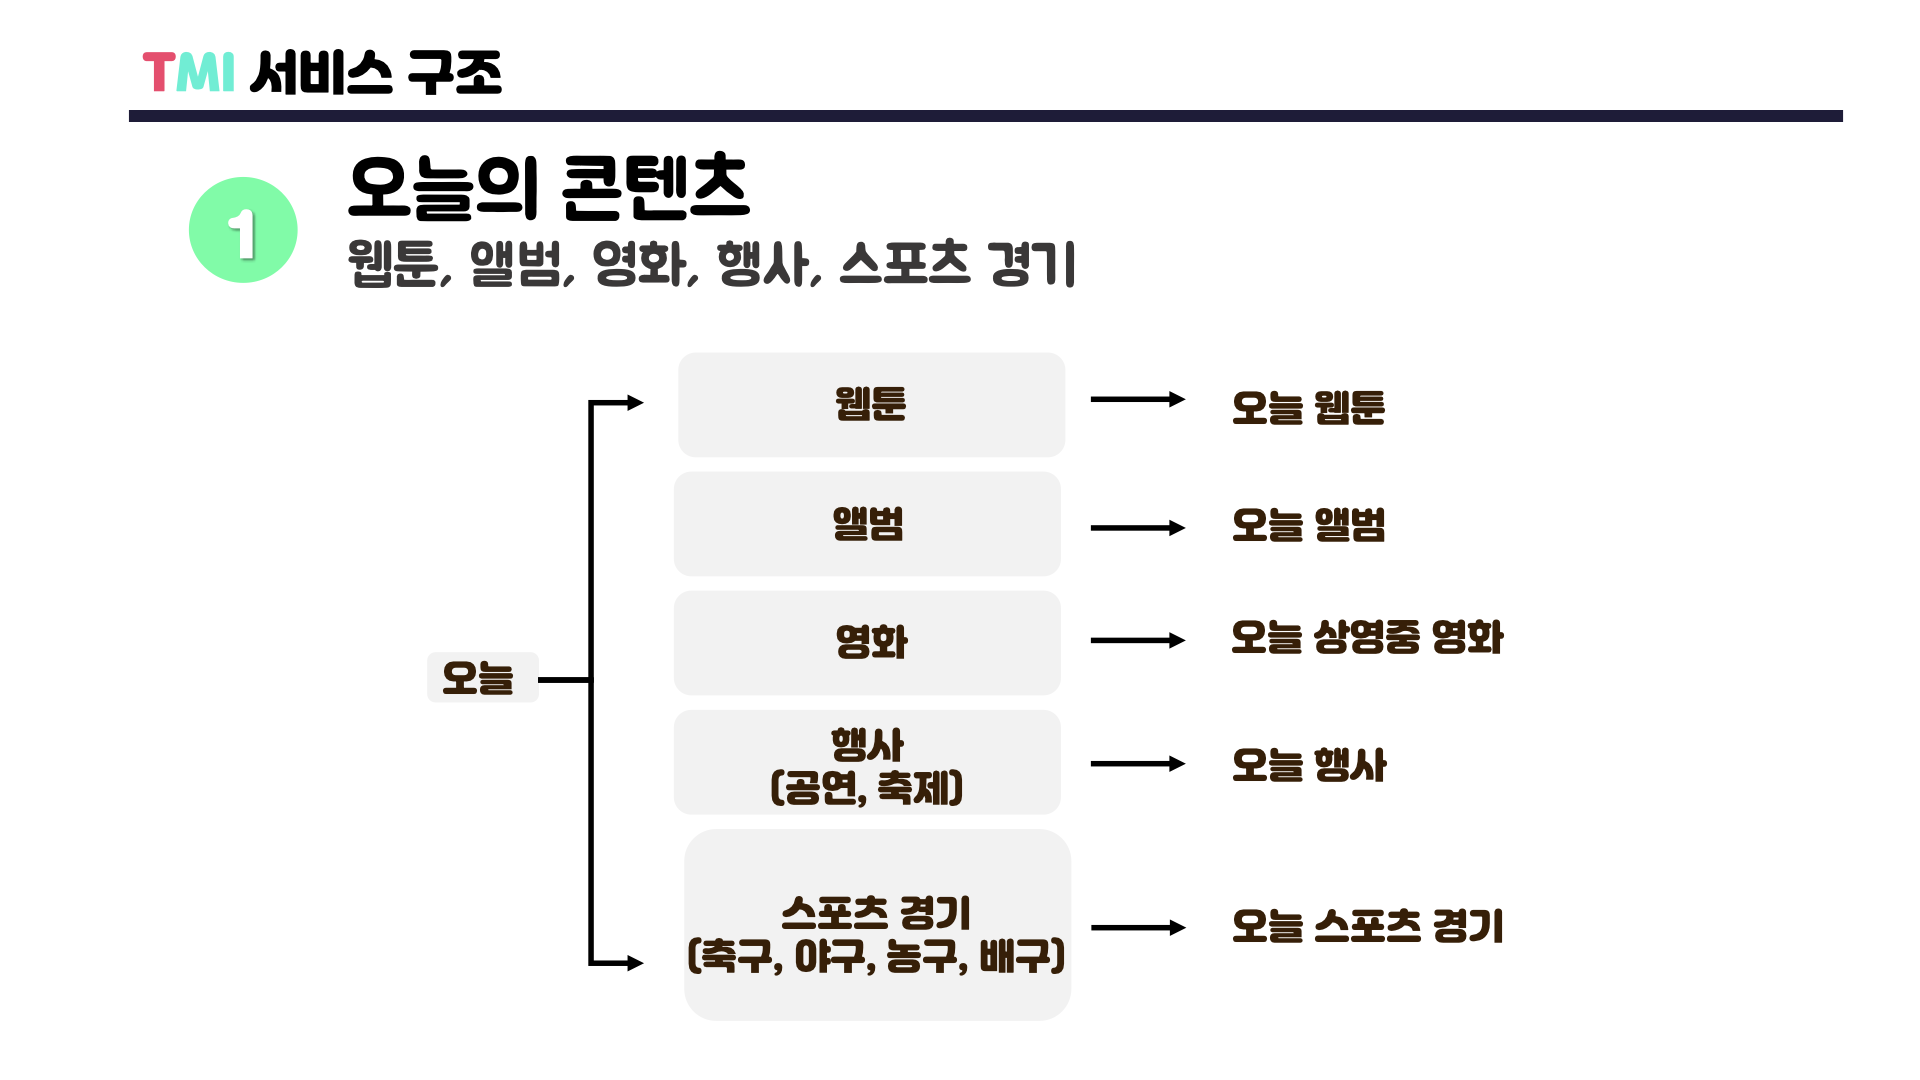 TMI 서비스 구조
1
오늘의 콘텐츠
웹툰, 앨범, 영화, 행사, 스포츠 경기
웹툰
오늘 웹툰
앨범
오늘 앨범
영화
오늘 상영중 영화
오늘
행사
(공연, 축제)
오늘 행사
스포츠 경기
(축구, 야구, 농구, 배구)
오늘 스포츠 경기